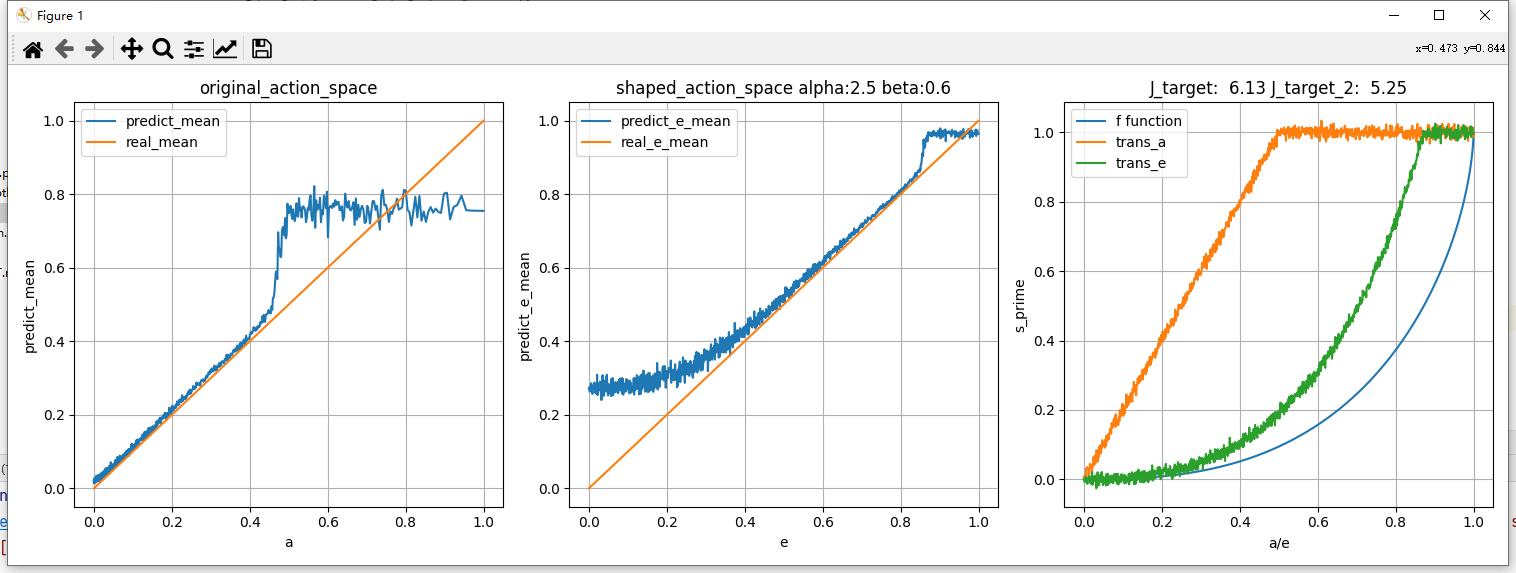 Figure 1
x=0.473 y=0.844
original_action_space
predict_mean
real_mean
1.0
0.8
0.6
0.4
0.2
0.0
predict_mean
0.0 0.2 0.4 0.6 0.8 1.0
a
shaped_action_space alpha:2.5 beta:0.6
predict_e_mean
real_e_mean
1.0
0.8
0.6
0.4
0.2
0.0
predict_e_mean
0.0 0.2 0.4 0.6 0.8 1.0
e
J_target: 6.13 J_target_2: 5.25
f function
trans_a
trans_e
1.0
0.8
0.6
0.4
0.2
0.0
s_prime
0.0 0.2 0.4 0.6 0.8 1.0
a/e